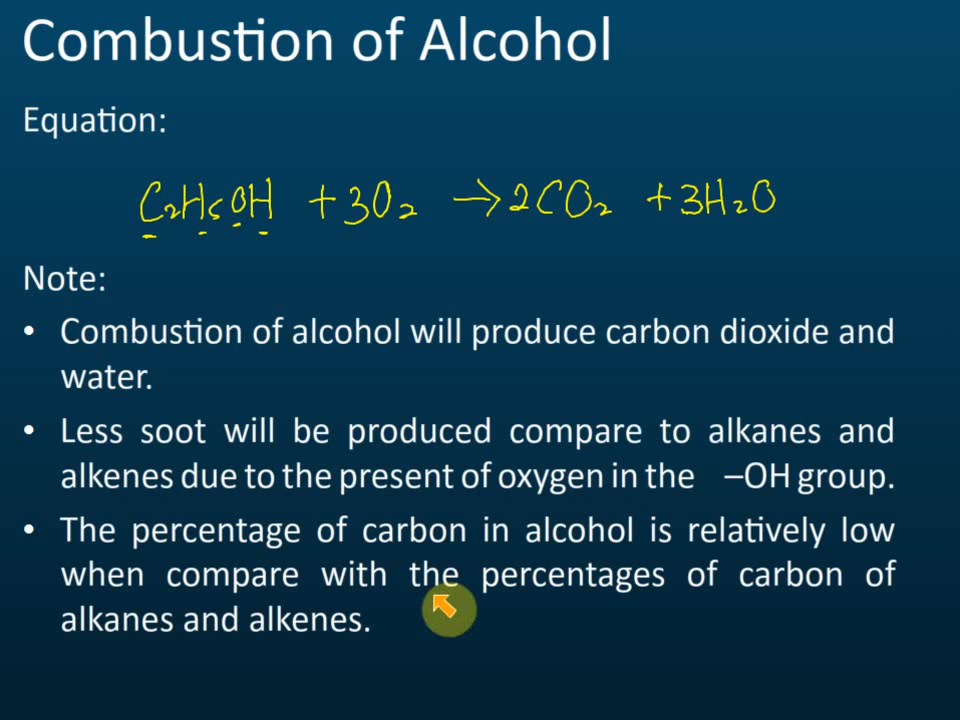 Combustion of Alcohol
Equation:
C₂H₅OH + 3O₂ → 2CO₂ + 3H₂O
Note:
• Combustion of alcohol will produce carbon dioxide and
water.
• Less soot will be produced compare to alkanes and
alkenes due to the present of oxygen in the –OH group.
• The percentage of carbon in alcohol is relatively low
when compare with the percentages of carbon of
alkanes and alkenes.